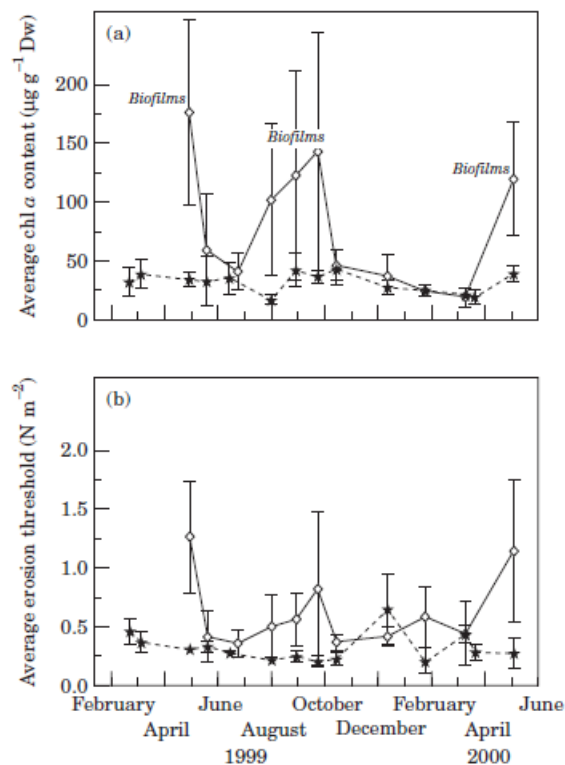 (a)
Average chl a content (µg g⁻¹ Dw)
200
150
100
50
0
Biofilms
Biofilms
Biofilms
(b)
Average erosion threshold (N m⁻²)
2.0
1.5
1.0
0.5
0.0
February June October February June
April August December April
1999 2000